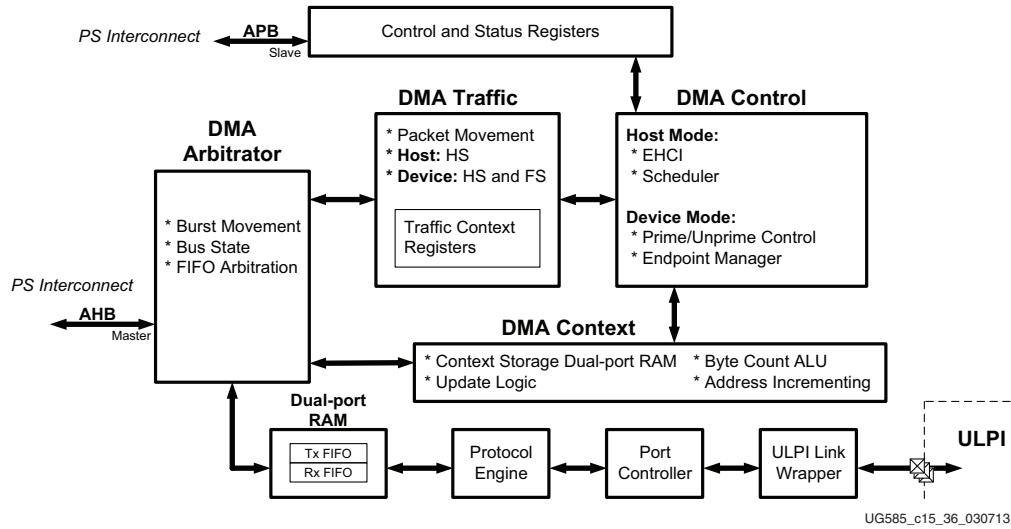 PS Interconnect
APB
Slave
Control and Status Registers
DMA
Arbitrator
* Burst Movement
* Bus State
* FIFO Arbitration
DMA Traffic
* Packet Movement
* Host: HS
* Device: HS and FS
Traffic Context
Registers
DMA Control
Host Mode:
* EHCI
* Scheduler
Device Mode:
* Prime/Unprime Control
* Endpoint Manager
PS Interconnect
AHB
Master
DMA Context
* Context Storage Dual-port RAM
* Update Logic
* Byte Count ALU
* Address Incrementing
Dual-port
RAM
Tx FIFO
Rx FIFO
Protocol
Engine
Port
Controller
ULPI Link
Wrapper
ULPI
UG585_c15_36_030713